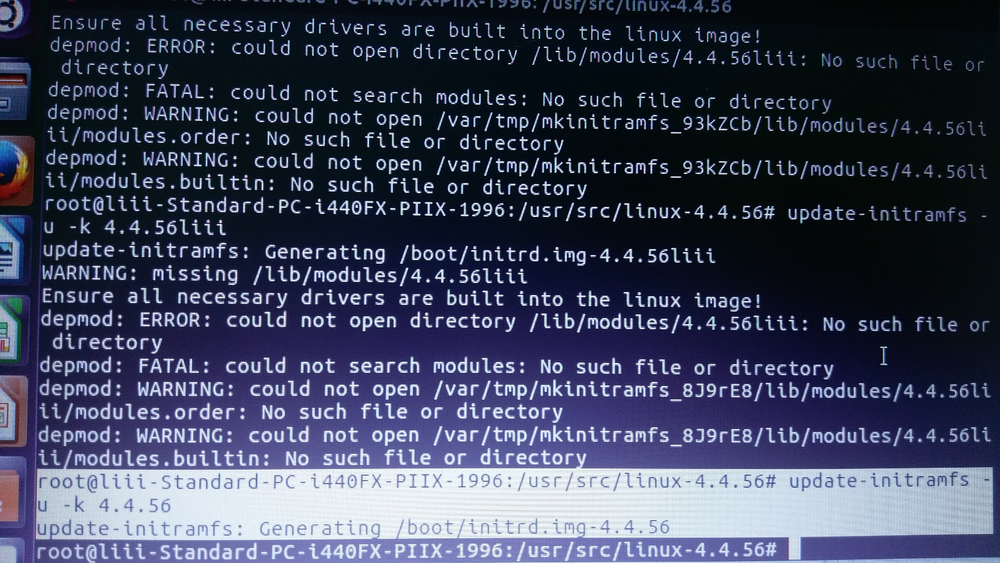 -PC-i440FX-PIIX-1996:/usr/src/linux-4.4.56
Ensure all necessary drivers are built into the linux image!
depmod: ERROR: could not open directory /lib/modules/4.4.56liii: No such file or
 directory
depmod: FATAL: could not search modules: No such file or directory
depmod: WARNING: could not open /var/tmp/mkinitramfs_93kZCb/lib/modules/4.4.56li
ii/modules.order: No such file or directory
depmod: WARNING: could not open /var/tmp/mkinitramfs_93kZCb/lib/modules/4.4.56li
ii/modules.builtin: No such file or directory
root@liii-Standard-PC-i440FX-PIIX-1996:/usr/src/linux-4.4.56# update-initramfs -
u -k 4.4.56liii
update-initramfs: Generating /boot/initrd.img-4.4.56liii
WARNING: missing /lib/modules/4.4.56liii
Ensure all necessary drivers are built into the linux image!
depmod: ERROR: could not open directory /lib/modules/4.4.56liii: No such file or
 directory
depmod: FATAL: could not search modules: No such file or directory
depmod: WARNING: could not open /var/tmp/mkinitramfs_8J9rE8/lib/modules/4.4.56li
ii/modules.order: No such file or directory
depmod: WARNING: could not open /var/tmp/mkinitramfs_8J9rE8/lib/modules/4.4.56li
ii/modules.builtin: No such file or directory
root@liii-Standard-PC-i440FX-PIIX-1996:/usr/src/linux-4.4.56# update-initramfs -
u -k 4.4.56
update-initramfs: Generating /boot/initrd.img-4.4.56
root@liii-Standard-PC-i440FX-PIIX-1996:/usr/src/linux-4.4.56#